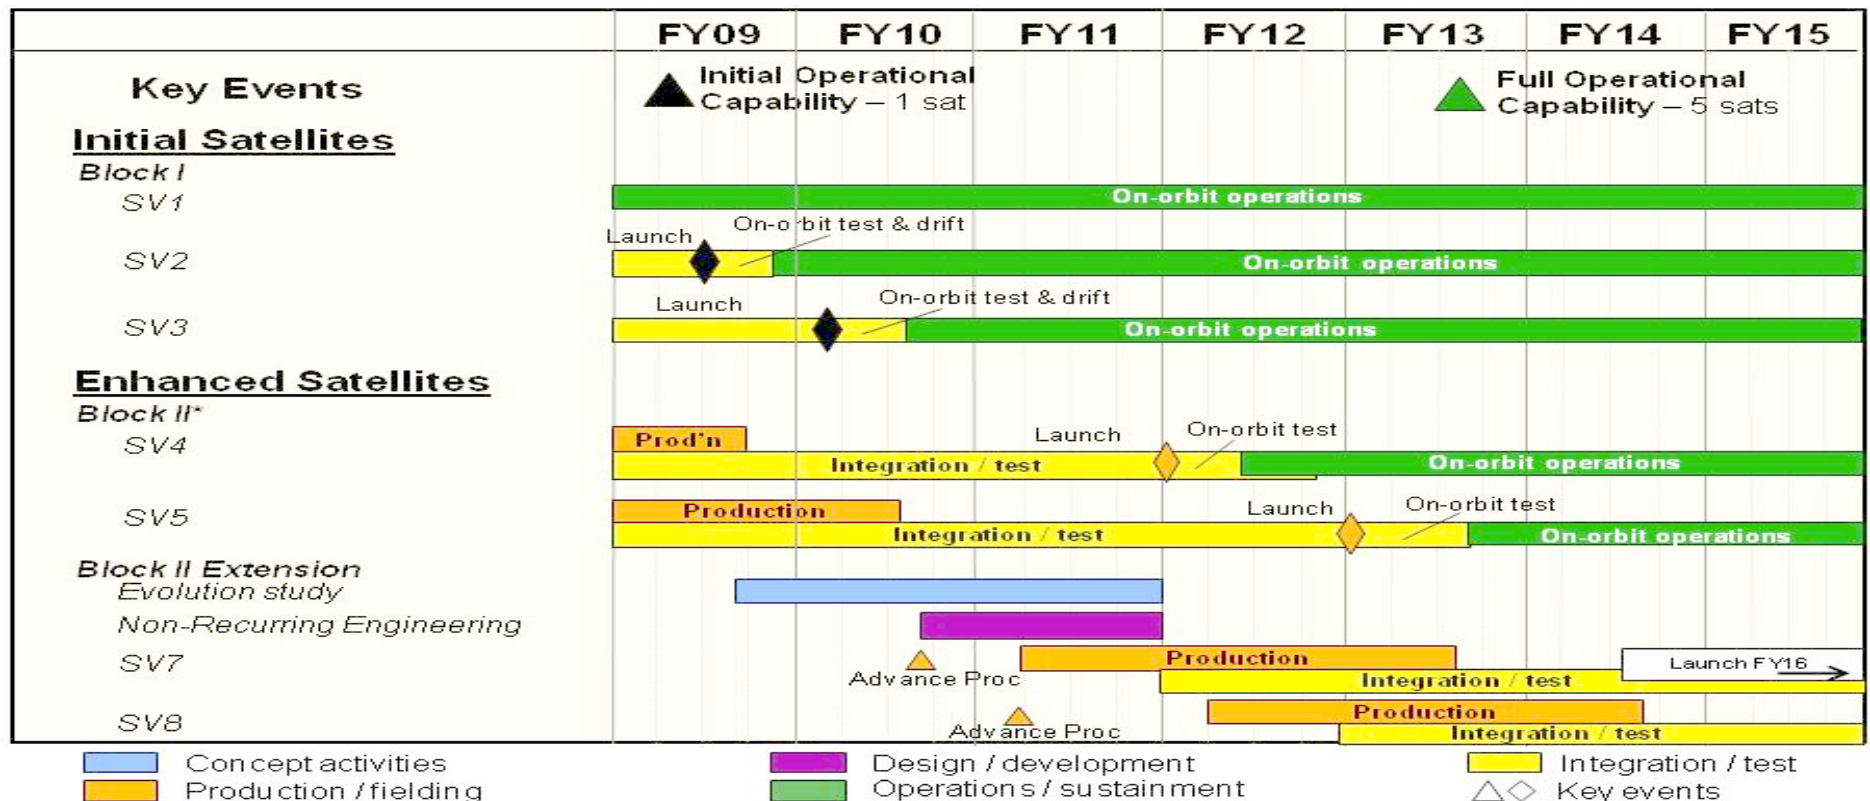 FY09 FY10 FY11 FY12 FY13 FY14 FY15
Key Events
Initial Operational
Capability – 1 sat
Full Operational
Capability – 5 sats
Initial Satellites
Block I
SV1
On-orbit operations
On-orbit test & drift
Launch
SV2
On-orbit operations
Launch
On-orbit test & drift
SV3
On-orbit operations
Enhanced Satellites
Block II*
SV4
Prod'n
Launch
On-orbit test
Integration / test
On-orbit operations
SV5
Production
Launch
On-orbit test
Integration / test
On-orbit operations
Block II Extension
Evolution study
Non-Recurring Engineering
SV7
Advance Proc
Production
Launch FY16
Integration / test
SV8
Advance Proc
Production
Integration / test
Concept activities
Design / development
Integration / test
Production / fielding
Operations / sustainment
Key events